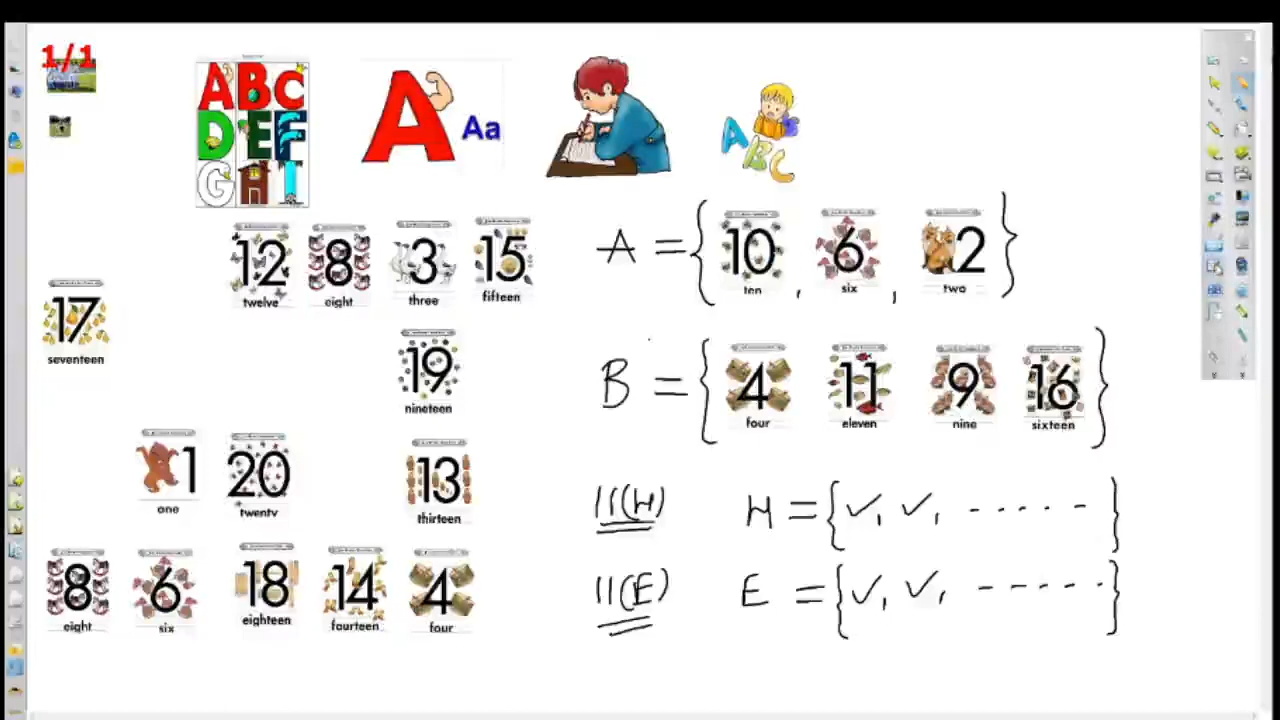 1/1
ABC
DEF
GHI
A Aa
ABC
12 8 3 15
twelve eight three fifteen
17
seventeen
19
nineteen
1 20 13
one twenty thirteen
8 6 18 14 4
eight six eighteen fourteen four
A = { 10 , 6 , 2 }
ten six two
B = { 4 11 9 16 }
four eleven nine sixteen
11(H) H = { ✓, ✓, ----- }
11(E) E = { ✓, ✓, ----- }